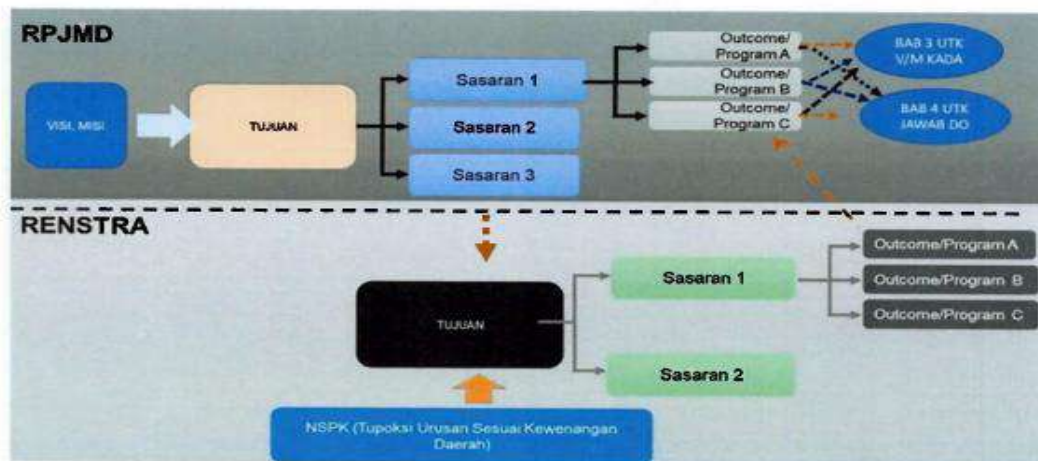 RPJMD
VISI, MISI
TUJUAN
Sasaran 1
Sasaran 2
Sasaran 3
Outcome/
Program A
Outcome/
Program B
Outcome/
Program C
BAB 3 UTK
V/M KADA
BAB 4 UTK
JAWAB DO
RENSTRA
TUJUAN
Sasaran 1
Sasaran 2
Outcome/Program A
Outcome/Program B
Outcome/Program C
NSPK (Tupoksi Urusan Sesuai Kewenangan
Daerah)